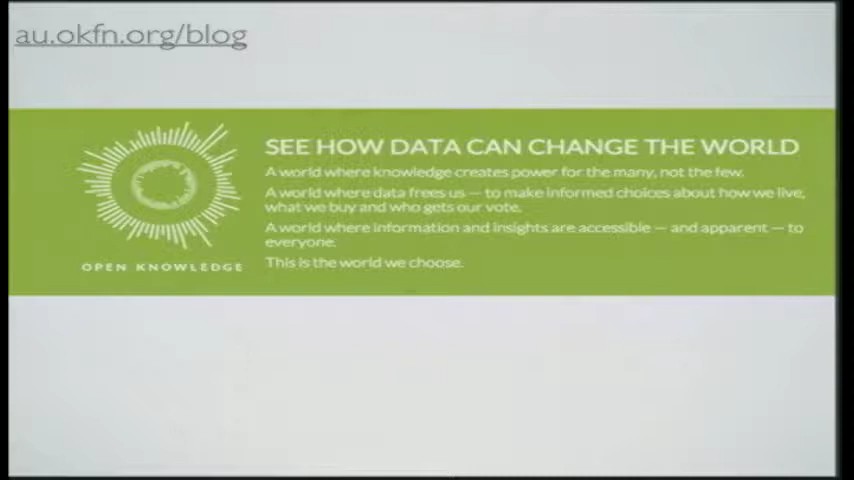 au.okfn.org/blog
SEE HOW DATA CAN CHANGE THE WORLD
A world where knowledge creates power for the many, not the few.
A world where data frees us — to make informed choices about how we live,
what we buy and who gets our vote.
A world where information and insights are accessible — and apparent — to
everyone.
This is the world we choose.
OPEN KNOWLEDGE